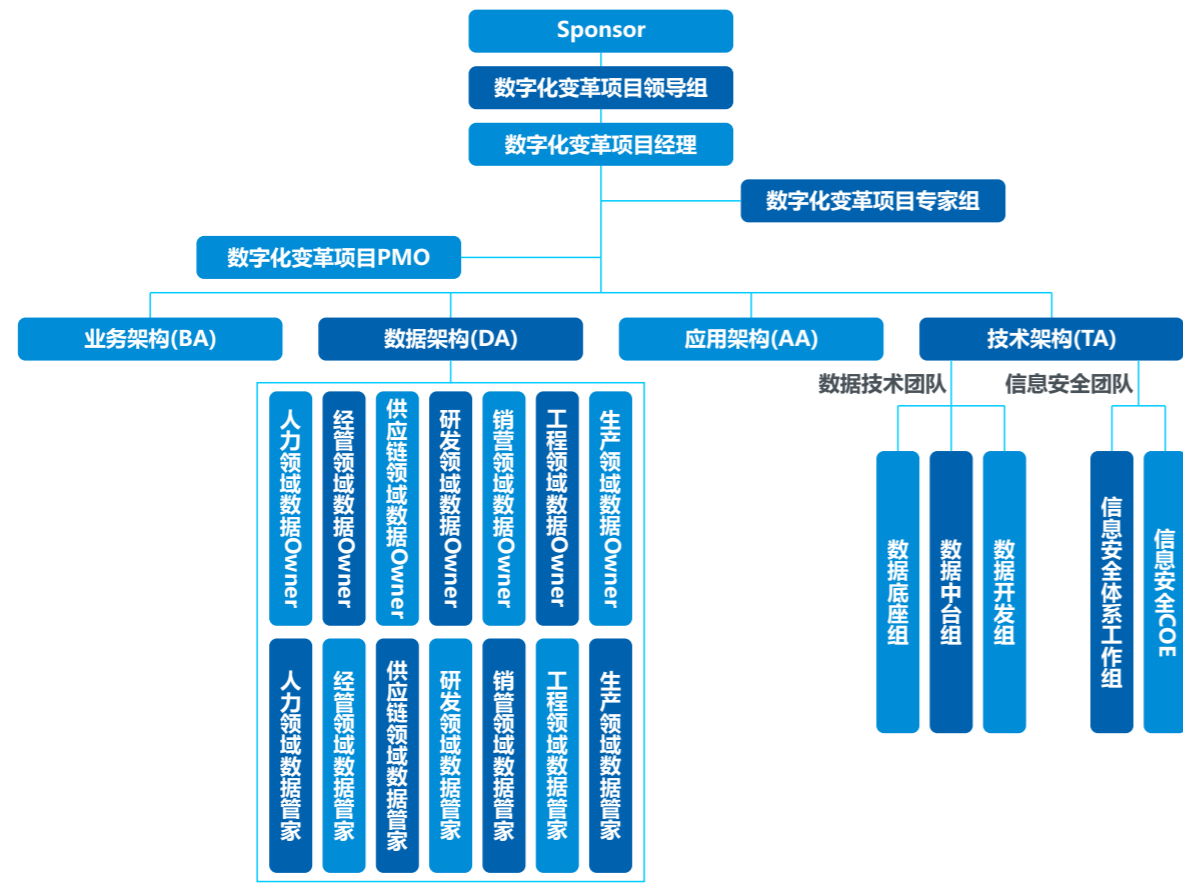 Sponsor
数字化变革项目领导组
数字化变革项目经理
数字化变革项目专家组
数字化变革项目PMO
业务架构(BA)
数据架构(DA)
应用架构(AA)
技术架构(TA)
数据技术团队
信息安全团队
人力领域数据Owner
经管领域数据Owner
供应链领域数据Owner
研发领域数据Owner
销营领域数据Owner
工程领域数据Owner
生产领域数据Owner
数据底座组
数据中台组
数据开发组
信息安全体系工作组
信息安全COE
人力领域数据管家
经管领域数据管家
供应链领域数据管家
研发领域数据管家
销管领域数据管家
工程领域数据管家
生产领域数据管家